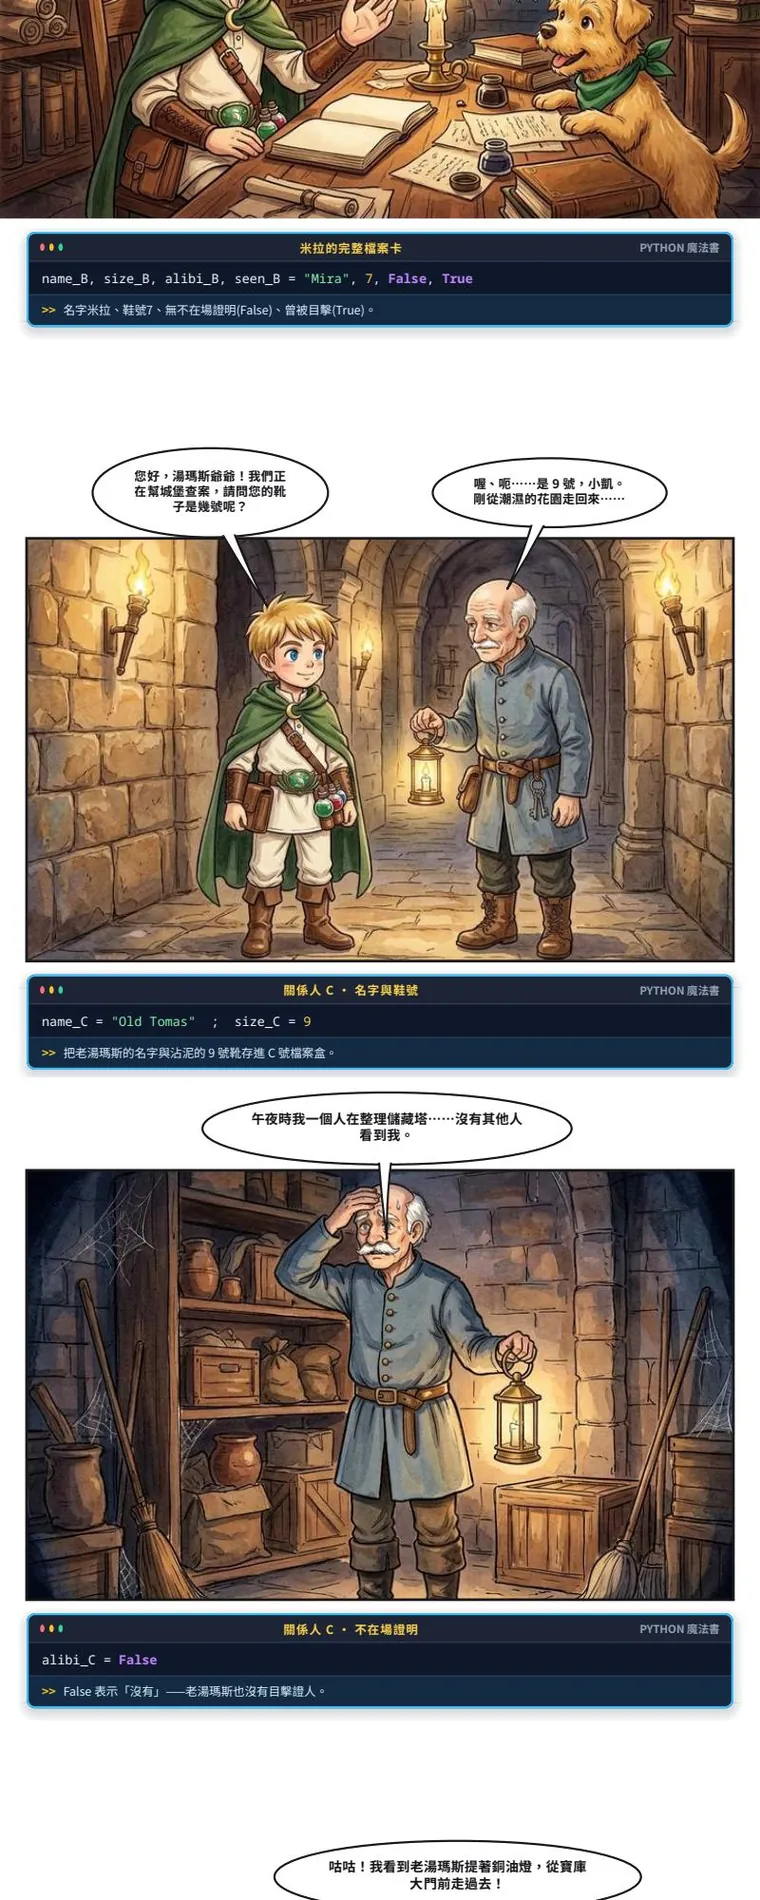 米拉的完整檔案卡
PYTHON 魔法書
name_B, size_B, alibi_B, seen_B = "Mira", 7, False, True
>> 名字米拉、鞋號7、無不在場證明(False)、曾被目擊(True)。
您好，湯瑪斯爺爺！我們正
在幫城堡查案，請問您的靴
子是幾號呢？
喔、呃……是 9 號，小凱。
剛從潮濕的花園走回來……
關係人 C · 名字與鞋號
PYTHON 魔法書
name_C = "Old Tomas" ; size_C = 9
>> 把老湯瑪斯的名字與沾泥的 9 號靴存進 C 號檔案盒。
午夜時我一個人在整理儲藏塔……沒有其他人
看到我。
關係人 C · 不在場證明
PYTHON 魔法書
alibi_C = False
>> False 表示「沒有」——老湯瑪斯也沒有目擊證人。
咕咕！我看到老湯瑪斯提著銅油燈，從寶庫
大門前走過去！